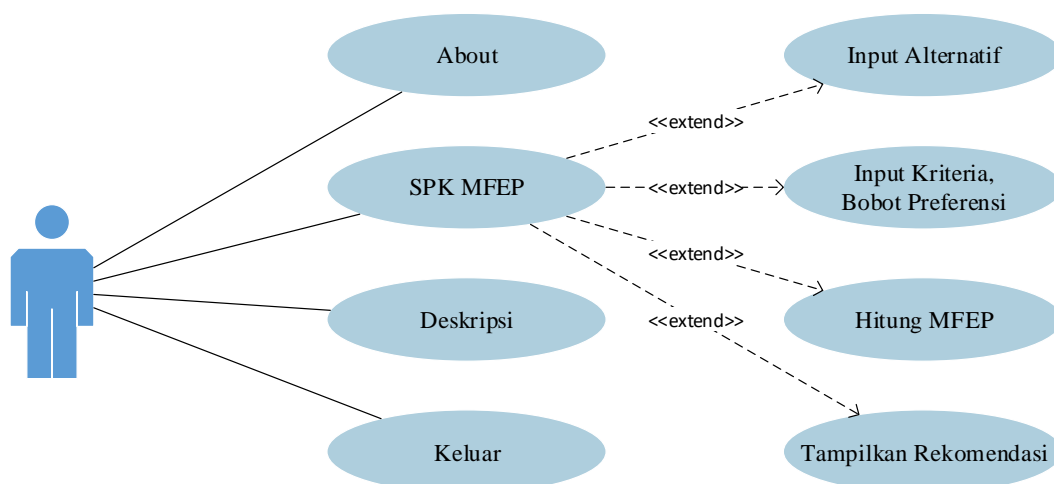 About
Input Alternatif
<<extend>>
SPK MFEP
<<extend>>
Input Kriteria,
Bobot Preferensi
<<extend>>
Deskripsi
<<extend>>
Hitung MFEP
Keluar
Tampilkan Rekomendasi